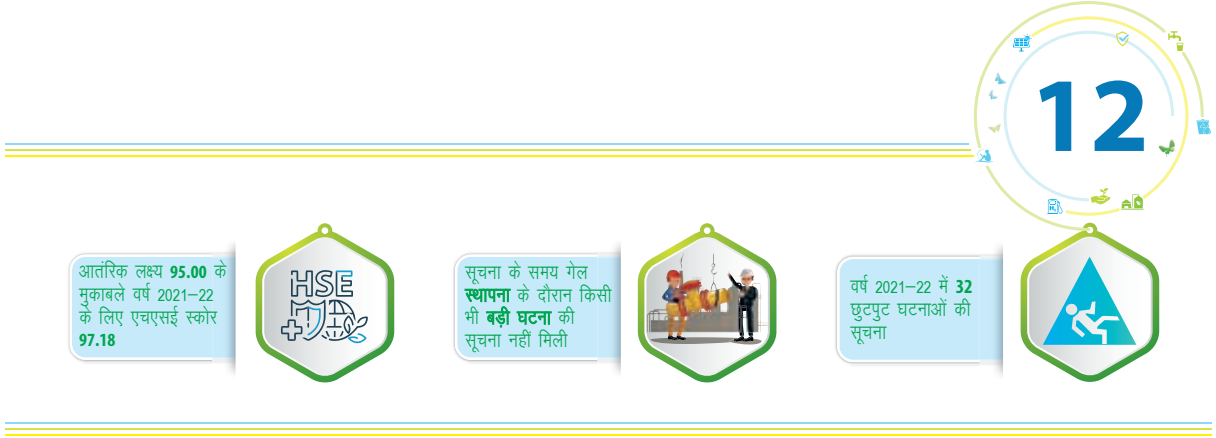 12
आतंरिक लक्ष्य 95.00 के
मुकाबले वर्ष 2021–22
के लिए एचएसई स्कोर
97.18
HSE
सूचना के समय गेल
स्थापना के दौरान किसी
भी बड़ी घटना की
सूचना नहीं मिली
वर्ष 2021–22 में 32
छुटपुट घटनाओं की
सूचना